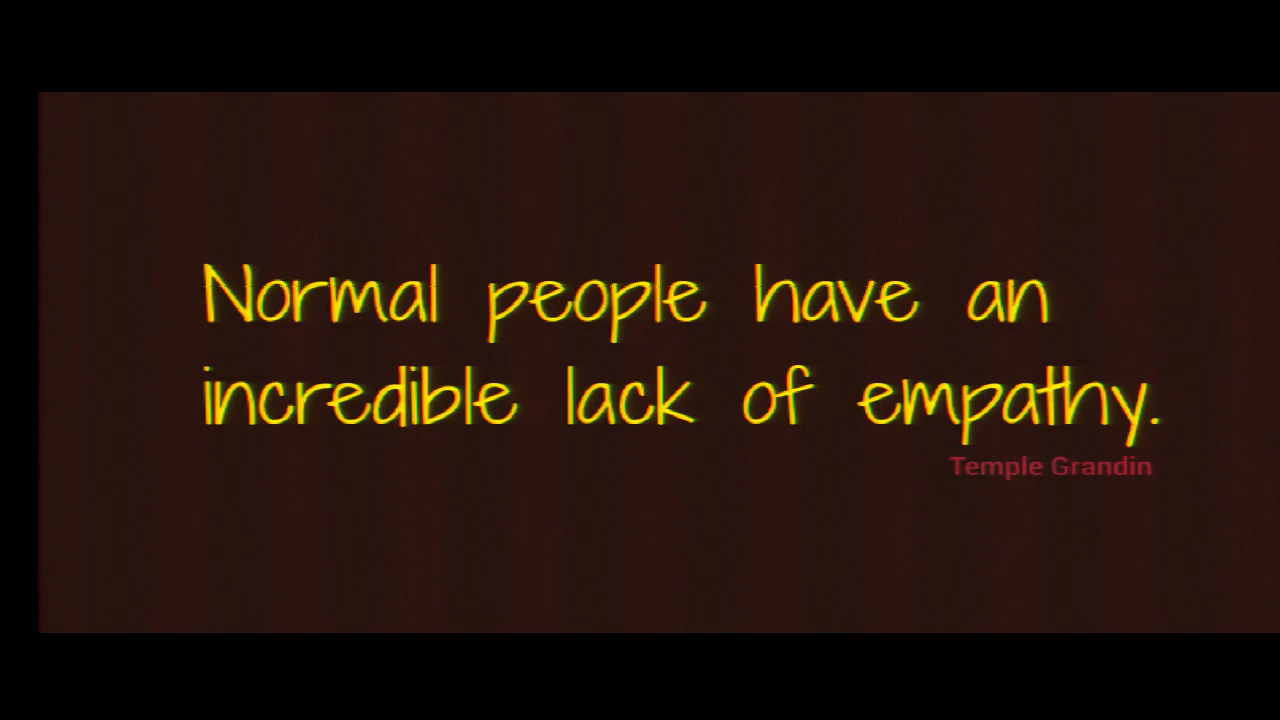 Normal people have an
incredible lack of empathy.
Temple Grandin